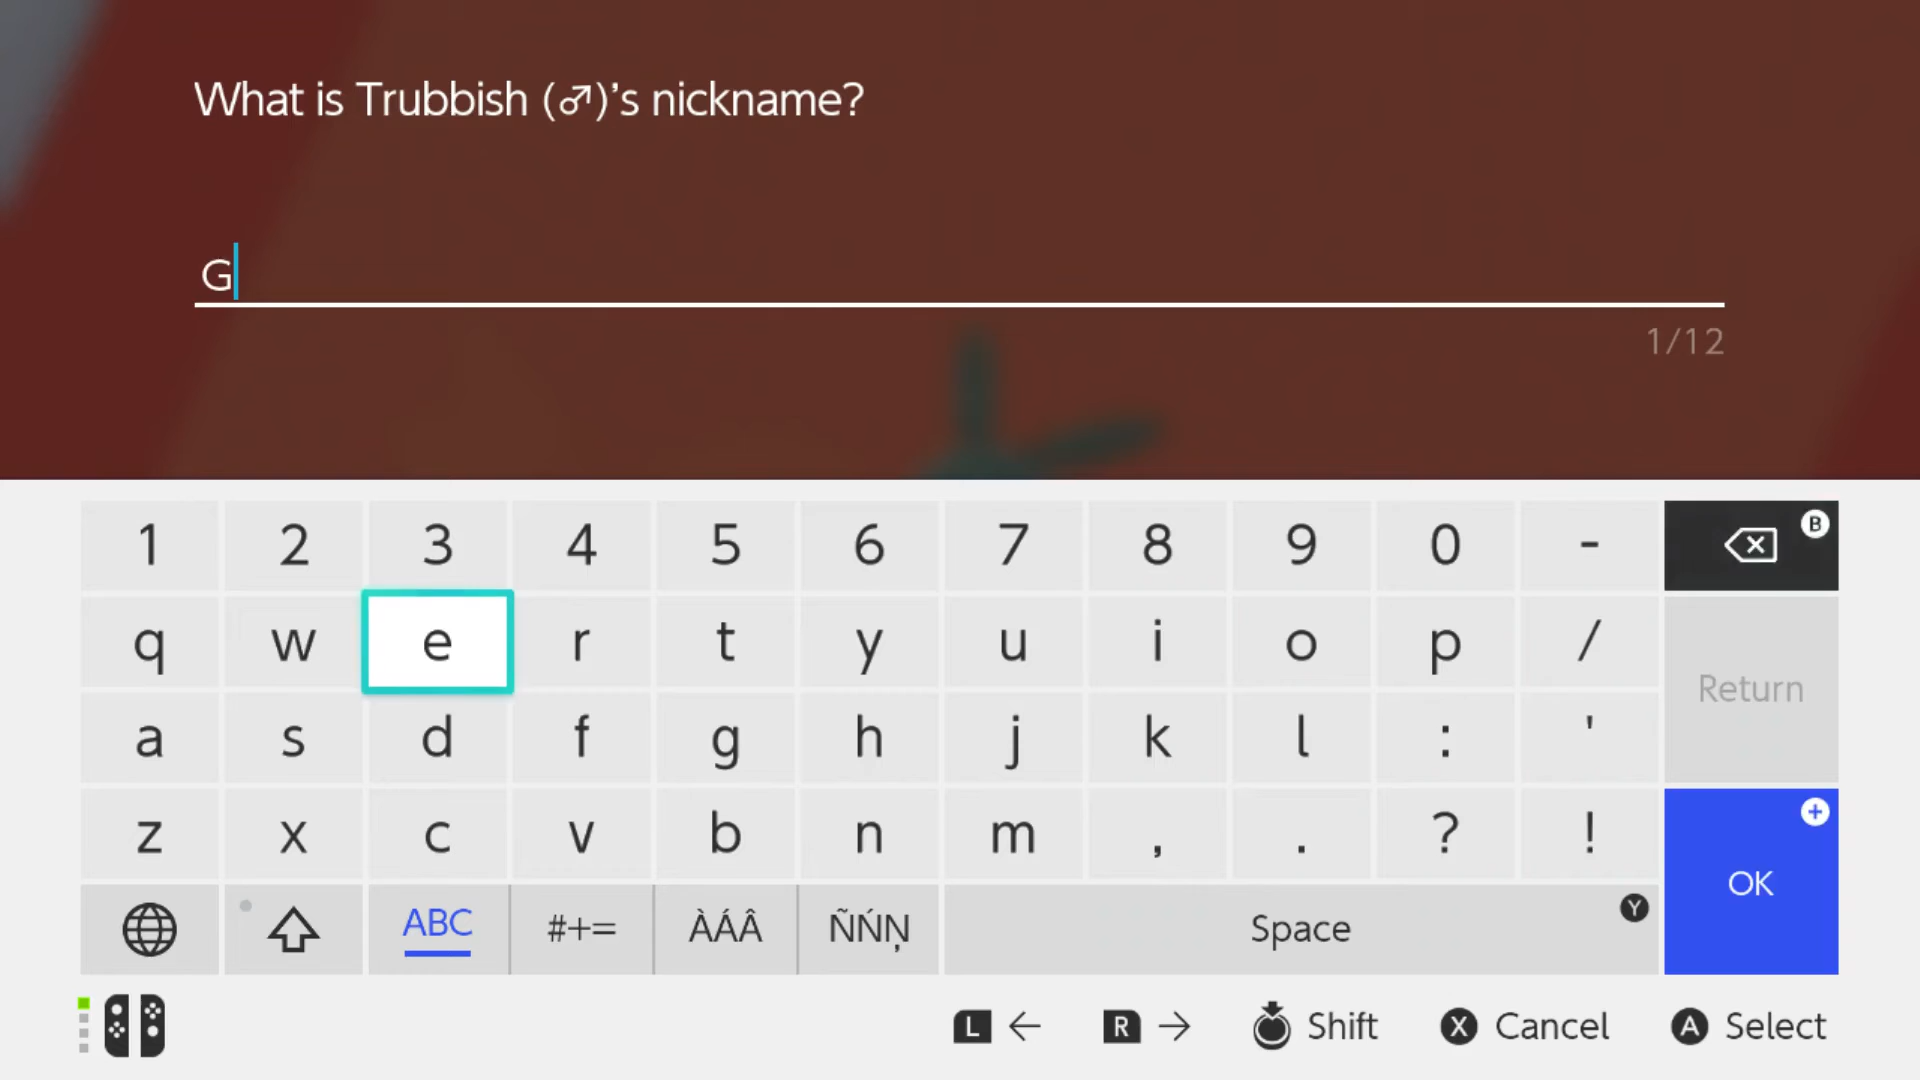 What is Trubbish (♂)'s nickname?
G
1/12
1 2 3 4 5 6 7 8 9 0 - B
q w e r t y u i o p / Return
a s d f g h j k l : '
z x c v b n m , . ? ! + OK
ABC #+= ÀÁÂ ÑŃŅ Space Y
L ← R → Shift X Cancel A Select